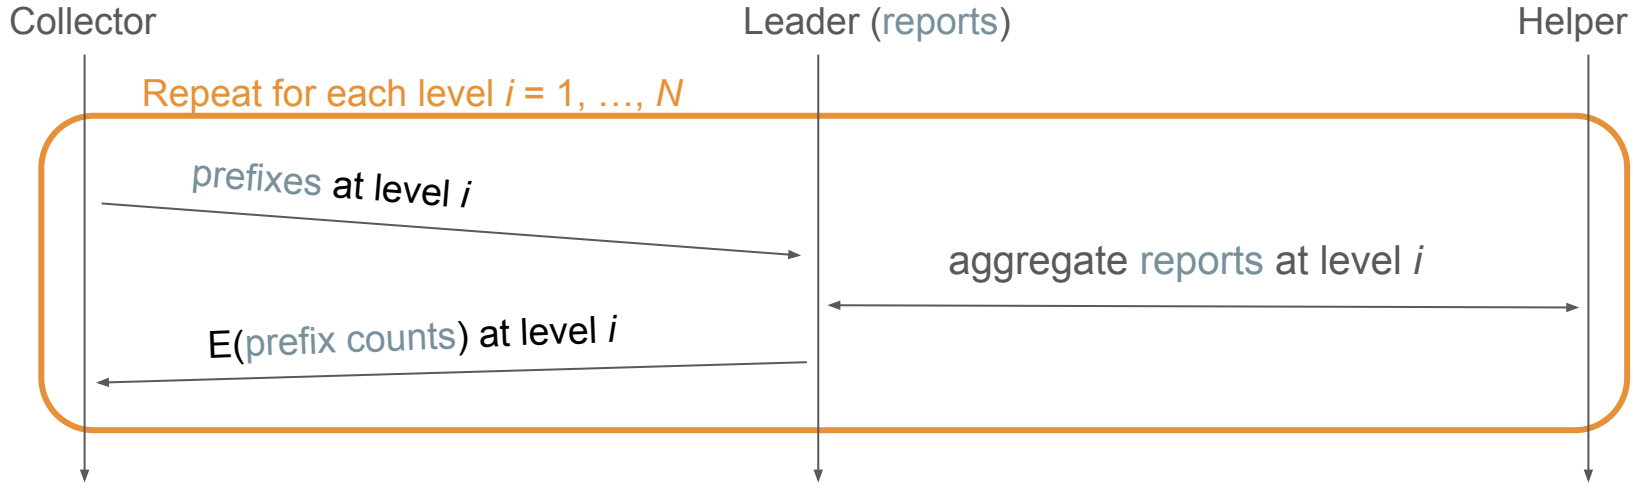 Collector
Leader (reports)
Helper
Repeat for each level i = 1, …, N
prefixes at level i
aggregate reports at level i
E(prefix counts) at level i